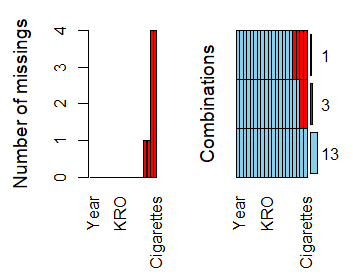 Number of missings
0
1
2
3
4
Year
KRO
Cigarettes
Combinations
1
3
13
Year
KRO
Cigarettes